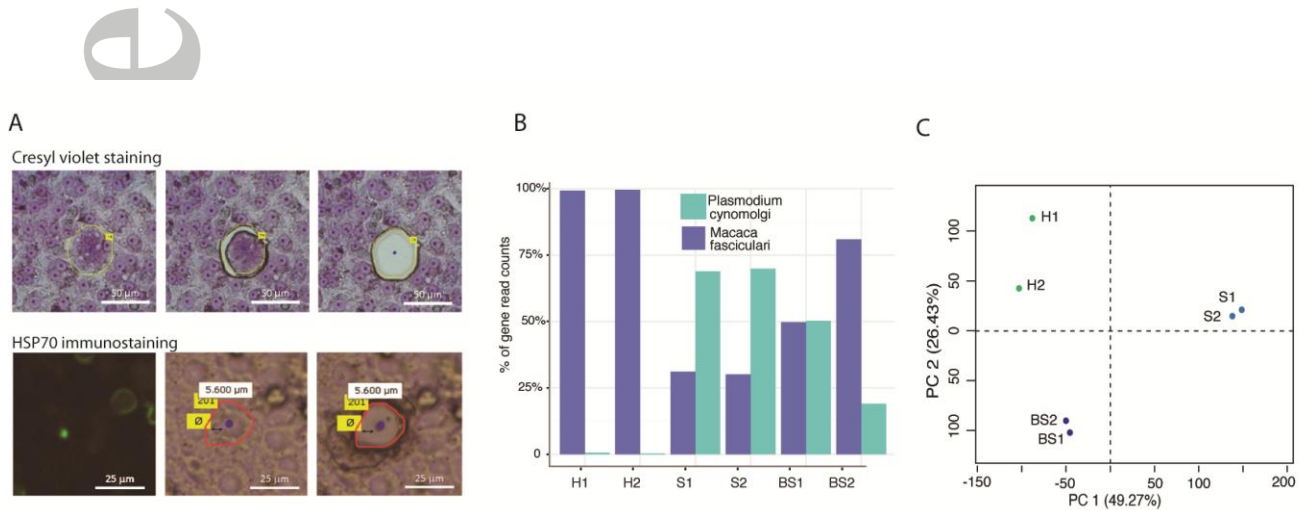 e
A
Cresyl violet staining
50 µm
50 µm
50 µm
HSP70 immunostaining
25 µm
5.600 µm
201
Ø
25 µm
5.600 µm
201
Ø
25 µm
B
% of gene read counts
100%
75%
50%
25%
0
Plasmodium
cynomolgi
Macaca
fasciculari
H1
H2
S1
S2
BS1
BS2
C
PC 2 (26.43%)
100
50
0
50
100
H1
H2
S1
S2
BS2
BS1
-150
-50
50
100
200
PC 1 (49.27%)